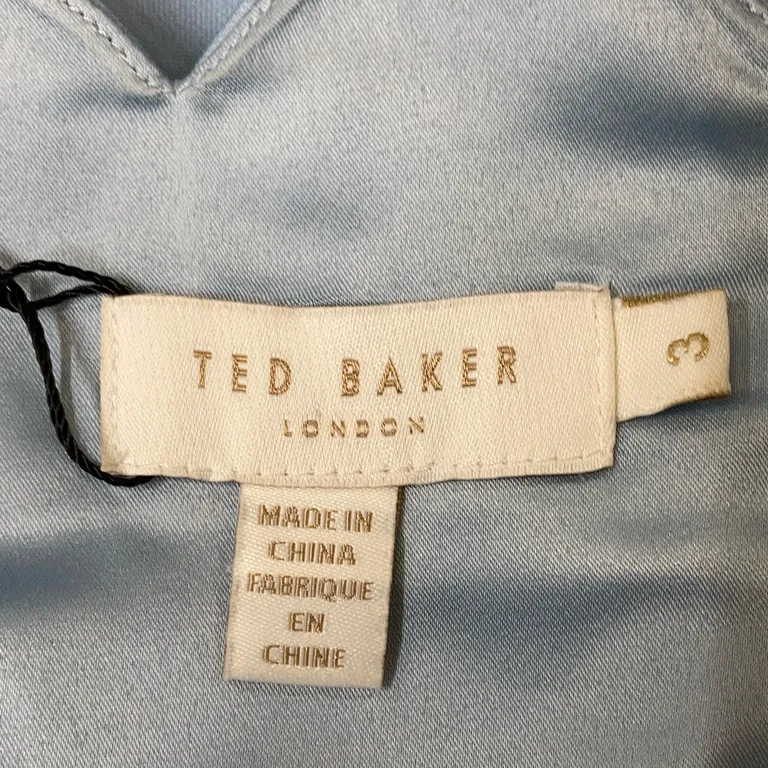 TED BAKER
LONDON
3
MADE IN
CHINA
FABRIQUE
EN
CHINE